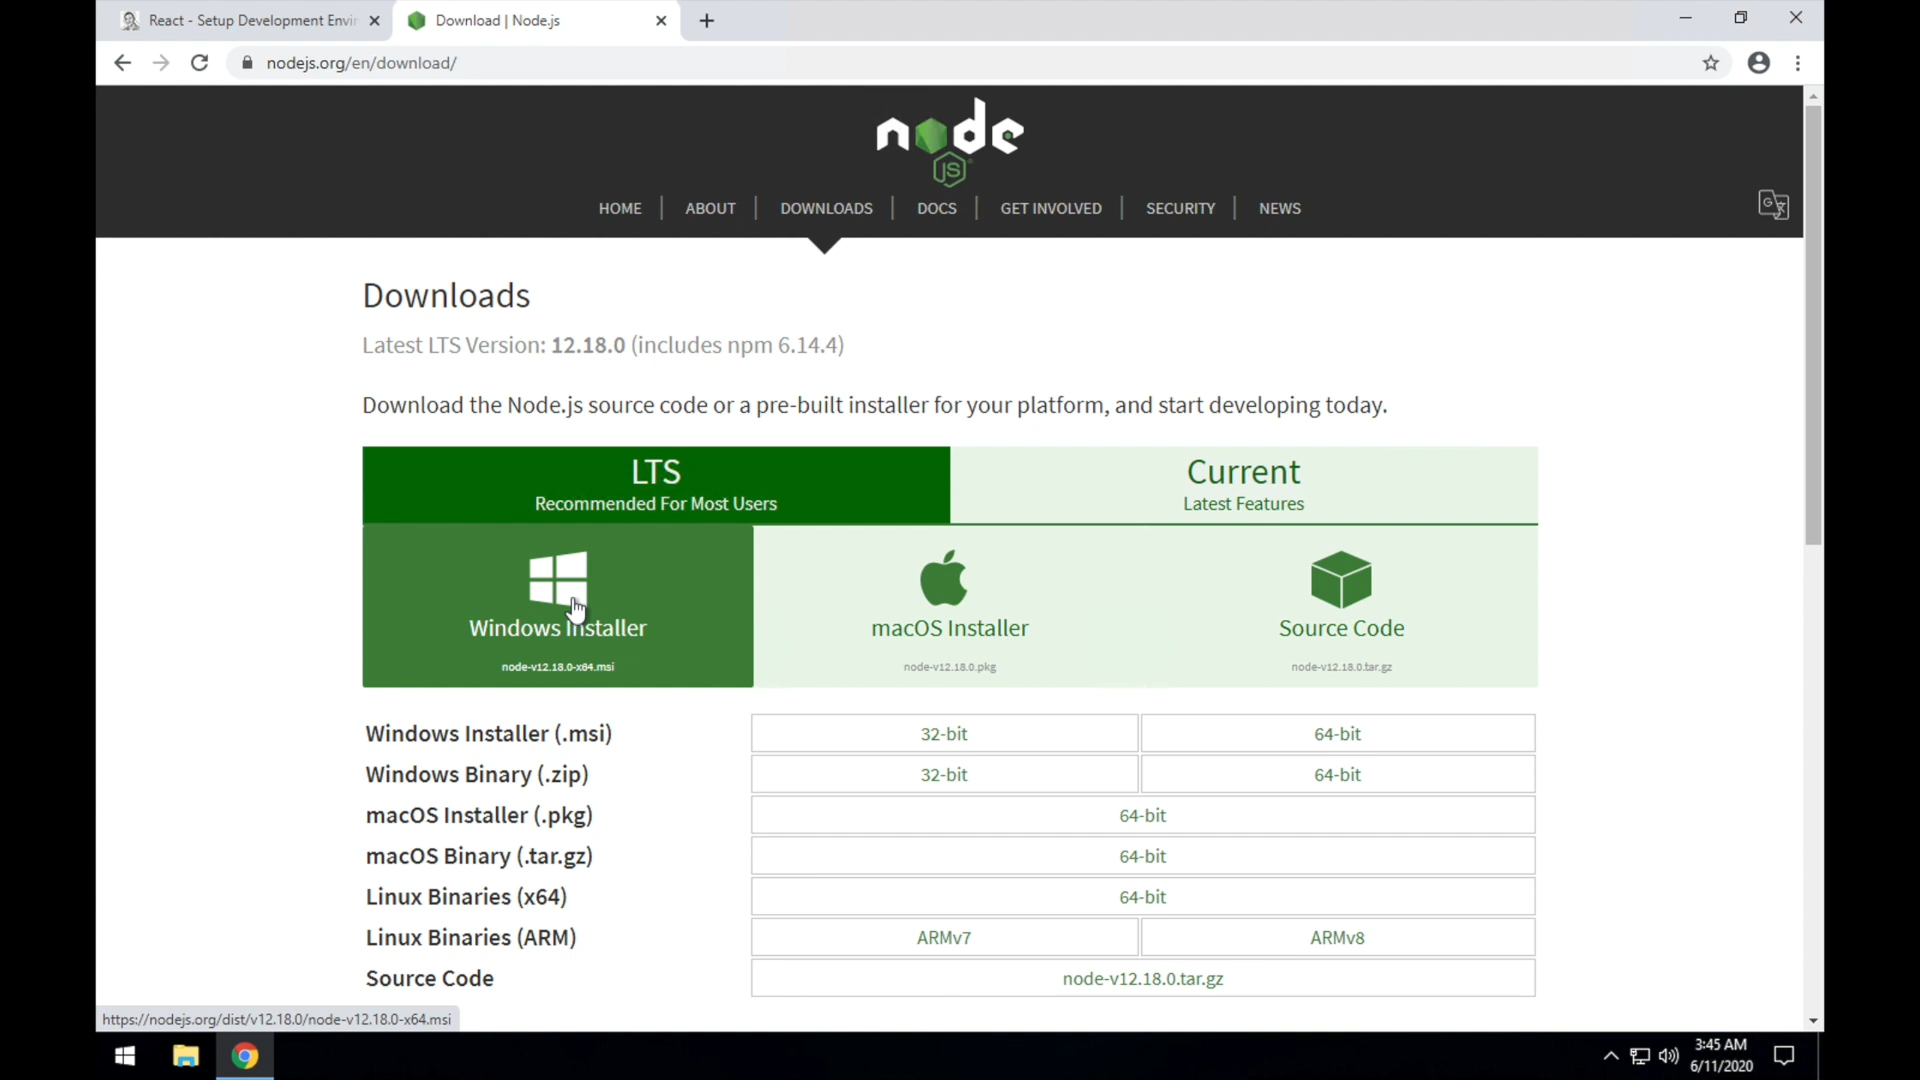 React - Setup Development Envir
Download | Node.js
nodejs.org/en/download/
node
JS
HOME
ABOUT
DOWNLOADS
DOCS
GET INVOLVED
SECURITY
NEWS
Downloads
Latest LTS Version: 12.18.0 (includes npm 6.14.4)
Download the Node.js source code or a pre-built installer for your platform, and start developing today.
LTS
Recommended For Most Users
Current
Latest Features
Windows Installer
node-v12.18.0-x64.msi
macOS Installer
node-v12.18.0.pkg
Source Code
node-v12.18.0.tar.gz
Windows Installer (.msi) 32-bit 64-bit
Windows Binary (.zip) 32-bit 64-bit
macOS Installer (.pkg) 64-bit
macOS Binary (.tar.gz) 64-bit
Linux Binaries (x64) 64-bit
Linux Binaries (ARM) ARMv7 ARMv8
Source Code node-v12.18.0.tar.gz
https://nodejs.org/dist/v12.18.0/node-v12.18.0-x64.msi
3:45 AM
6/11/2020